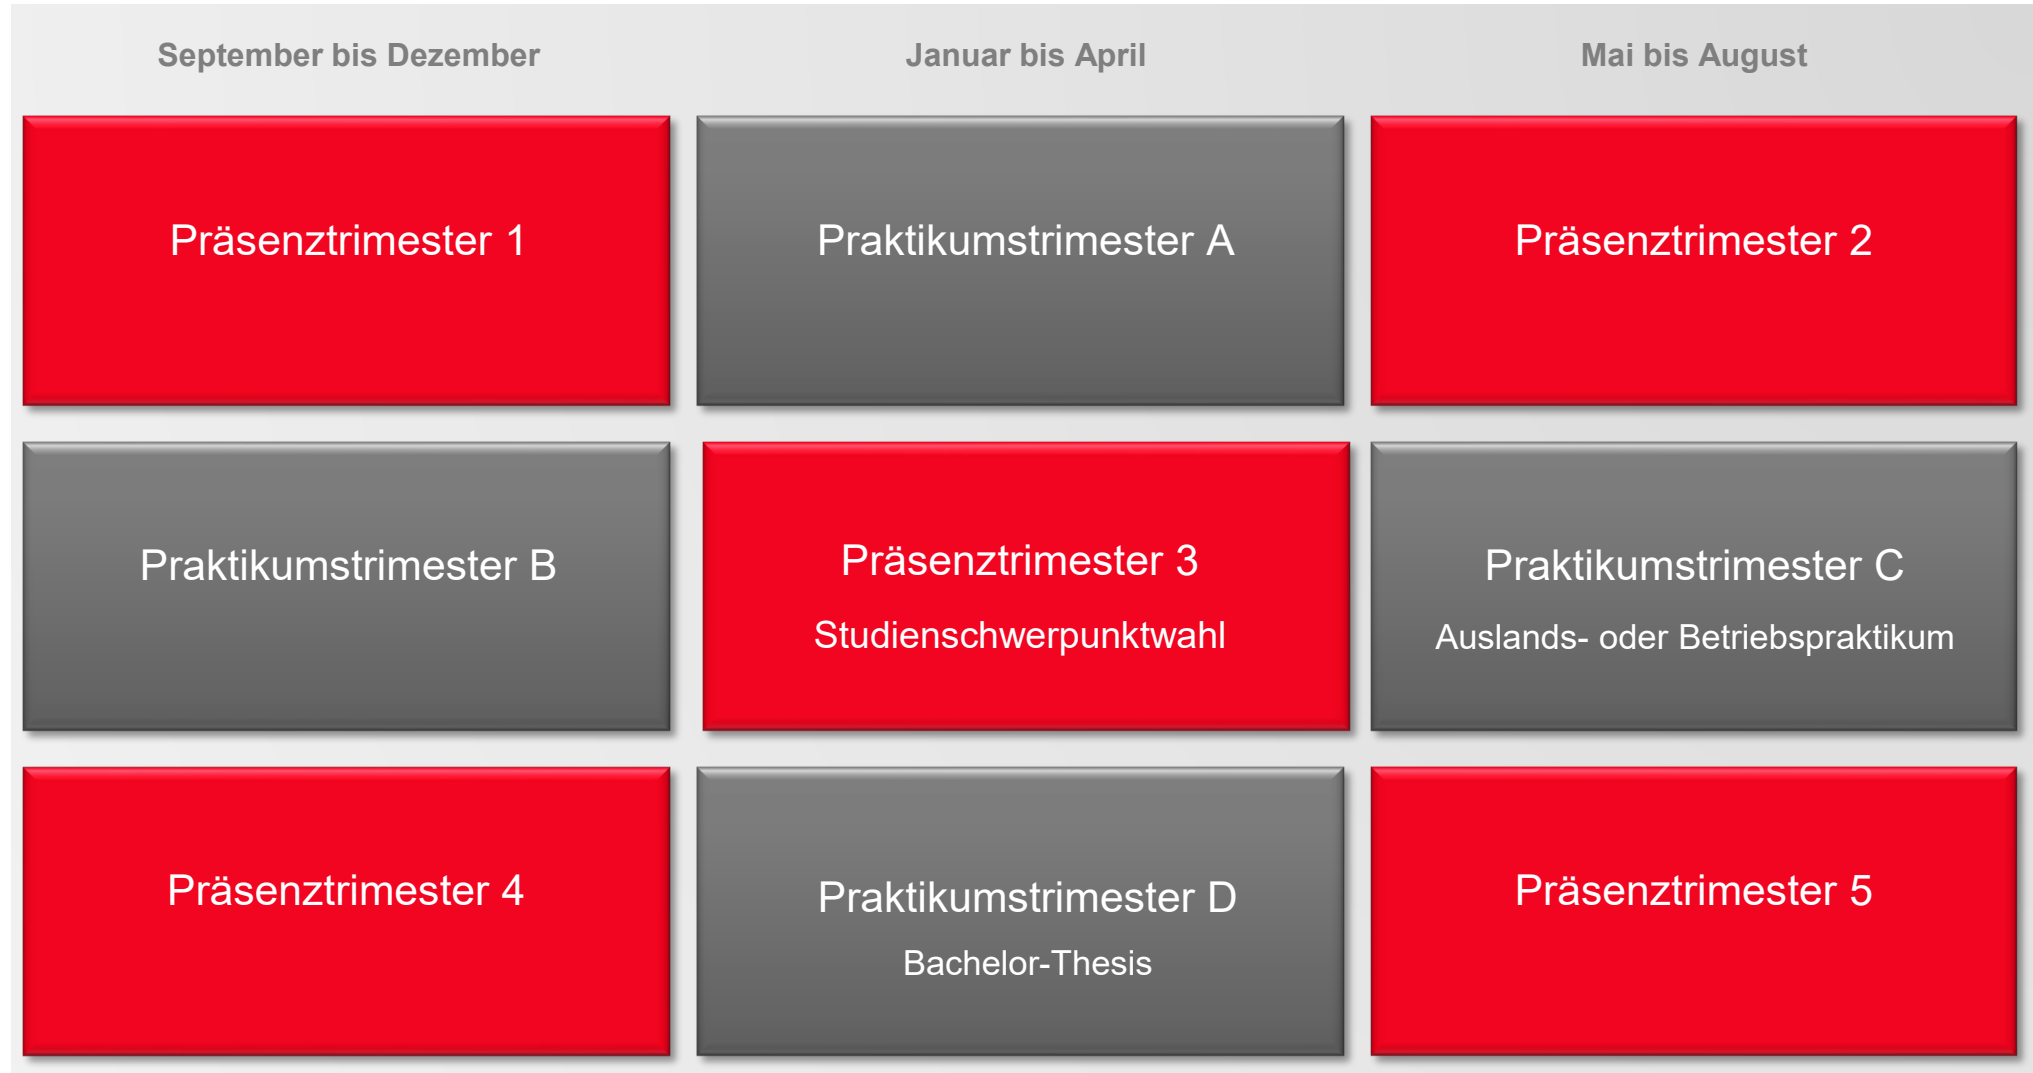 September bis Dezember
Januar bis April
Mai bis August
Präsenztrimester 1
Praktikumstrimester A
Präsenztrimester 2
Praktikumstrimester B
Präsenztrimester 3
Studienschwerpunktwahl
Praktikumstrimester C
Auslands- oder Betriebspraktikum
Präsenztrimester 4
Praktikumstrimester D
Bachelor-Thesis
Präsenztrimester 5